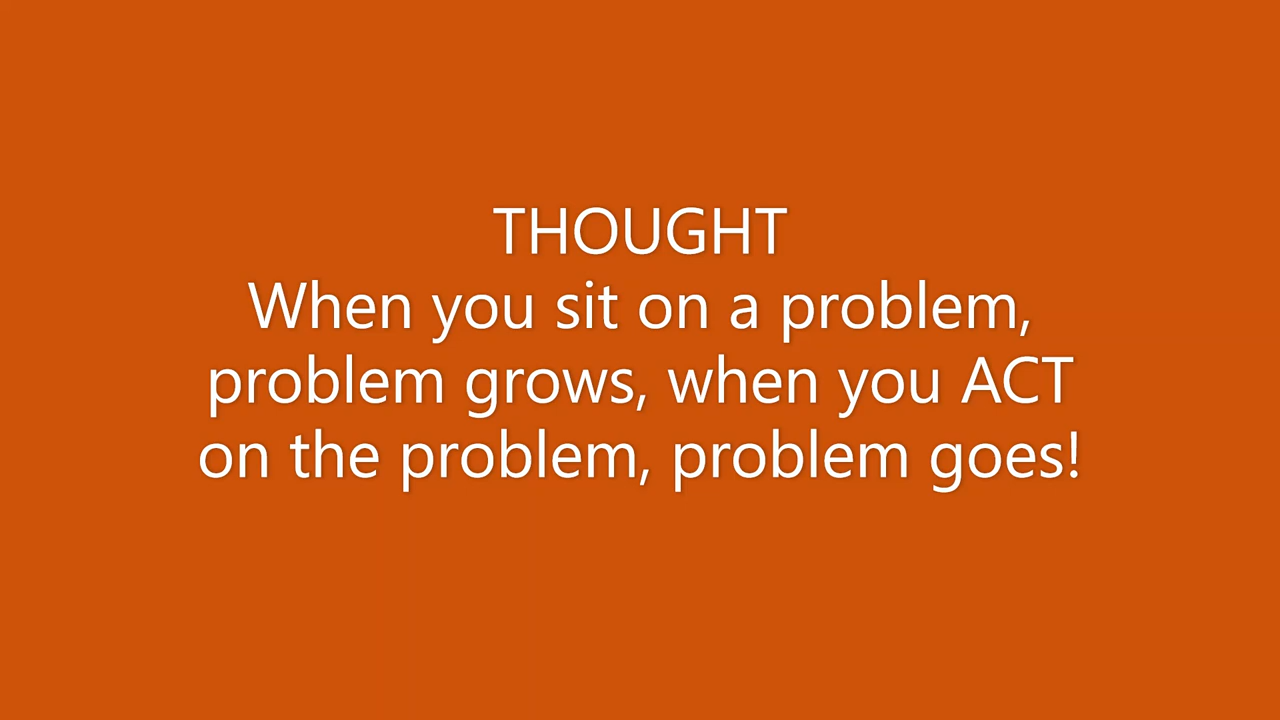 THOUGHT
When you sit on a problem,
problem grows, when you ACT
on the problem, problem goes!